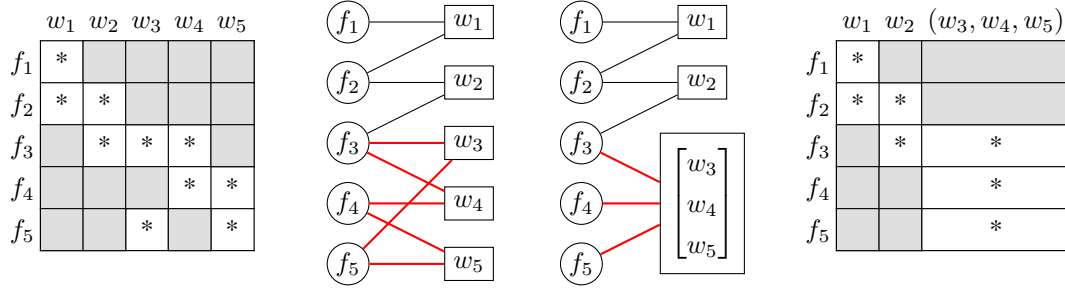 w₁ w₂ w₃ w₄ w₅
f₁ *
f₂ * *
f₃ * * *
f₄ * *
f₅ * *
f₁ w₁
f₂ w₂
f₃ w₃
f₄ w₄
f₅ w₅
f₁ w₁
f₂ w₂
f₃ w₃
f₄ w₄
f₅ w₅
w₁ w₂ (w₃, w₄, w₅)
f₁ *
f₂ * *
f₃ * *
f₄ *
f₅ *